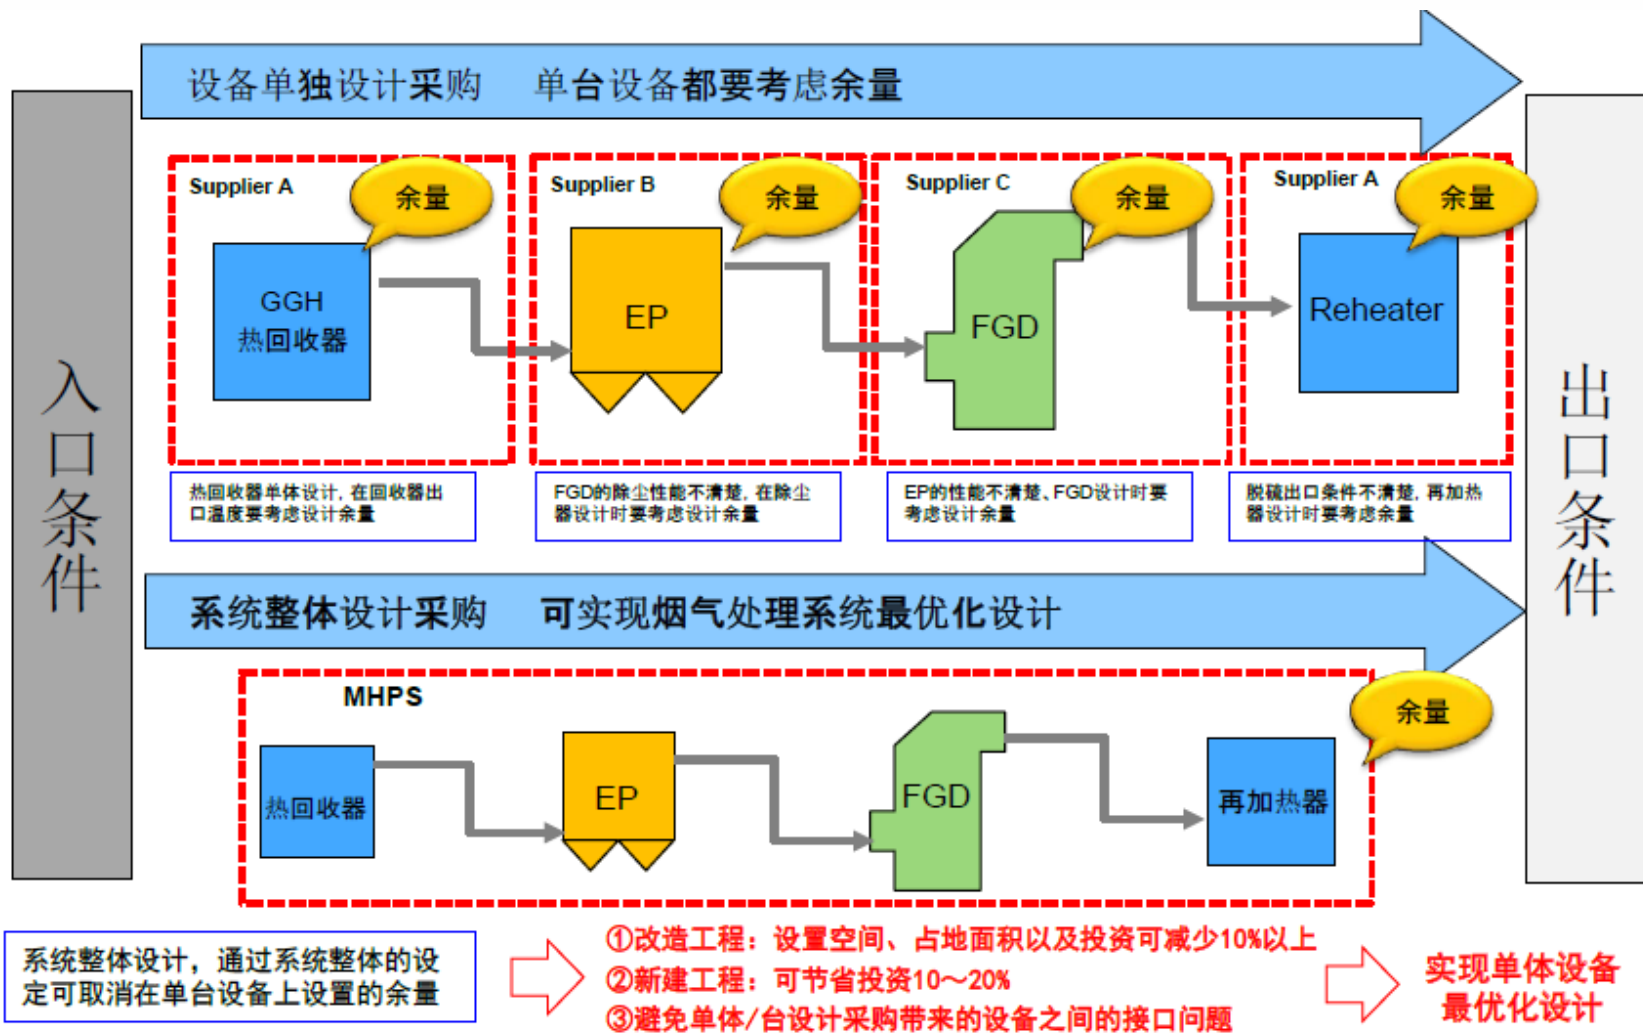 设备单独设计采购 单台设备都要考虑余量
入口条件
出口条件
Supplier A
余量
GGH
热回收器
Supplier B
余量
EP
Supplier C
余量
FGD
Supplier A
余量
Reheater
热回收器单体设计, 在回收器出
口温度要考虑设计余量
FGD的除尘性能不清楚, 在除尘
器设计时要考虑设计余量
EP的性能不清楚、FGD设计时要
考虑设计余量
脱硫出口条件不清楚, 再加热
器设计时要考虑余量
系统整体设计采购 可实现烟气处理系统最优化设计
MHPS
余量
热回收器
EP
FGD
再加热器
系统整体设计，通过系统整体的设
定可取消在单台设备上设置的余量
①改造工程：设置空间、占地面积以及投资可减少10%以上
②新建工程：可节省投资10～20%
③避免单体/台设计采购带来的设备之间的接口问题
实现单体设备
最优化设计